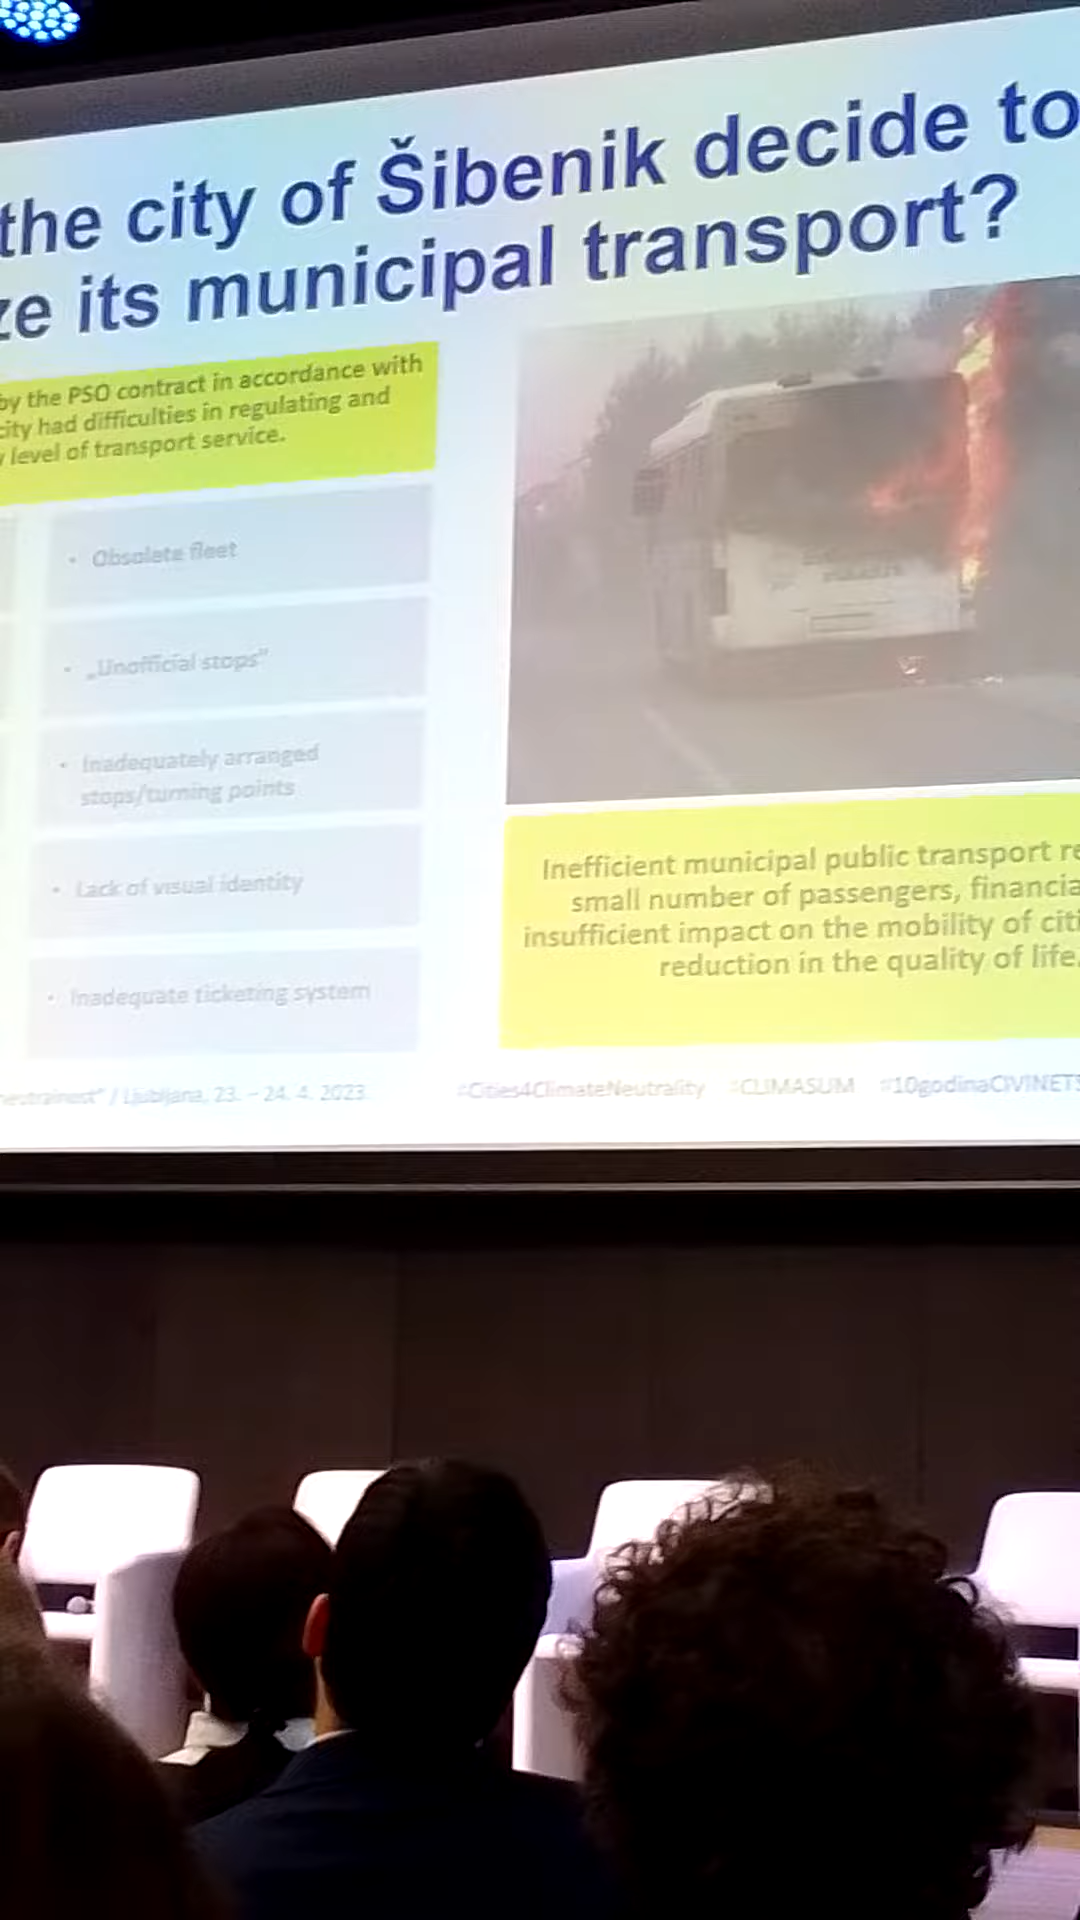 the city of Šibenik decide to
ze its municipal transport?
by the PSO contract in accordance with
city had difficulties in regulating and
level of transport service.
• Obsolete fleet
• „Unofficial stops"
• Inadequately arranged
stops/turning points
• Lack of visual identity
• Inadequate ticketing system
Inefficient municipal public transport re
small number of passengers, financia
insufficient impact on the mobility of citi
reduction in the quality of life.
/ Ljubljana, 23. – 24. 4. 2023.
#Cities4ClimateNeutrality #CLIMASUM #10godinaCIVINETS